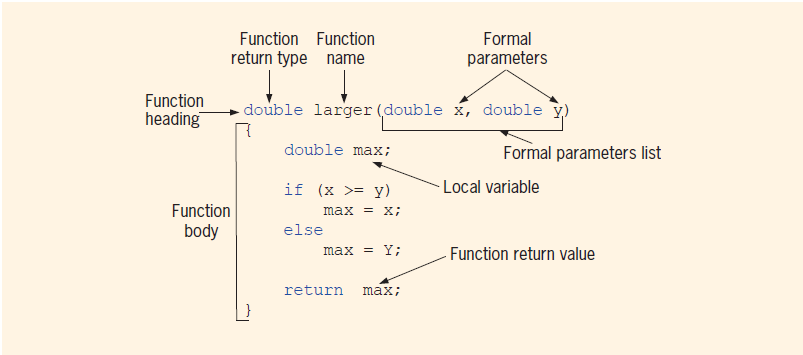 Function Function Formal
return type name parameters
Function
heading
double larger(double x, double y)
{
double max;
Formal parameters list
if (x >= y)
Local variable
max = x;
Function
body
else
max = Y;
Function return value
return max;
}